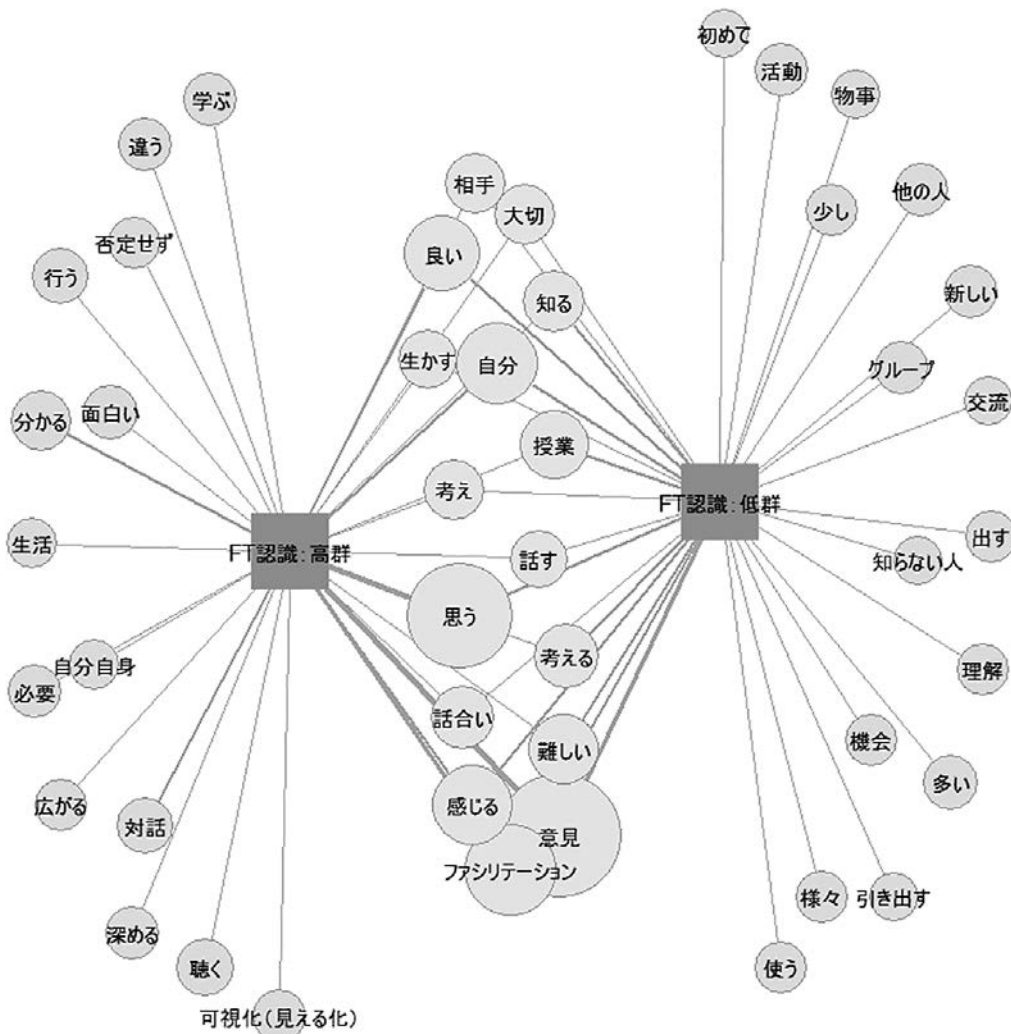 初めて
活動
物事
学ぶ
違う
相手
大切
他の人
少し
否定せず
良い
行う
知る
新しい
生かす
自分
グループ
分かる
面白い
交流
授業
考え
FT認識:低群
生活
FT認識:高群
話す
出す
知らない人
思う
考える
自分自身
必要
理解
話合い
難しい
機会
多い
広がる
対話
感じる
意見
ファシリテーション
様々
引き出す
深める
聴く
使う
可視化(見える化)